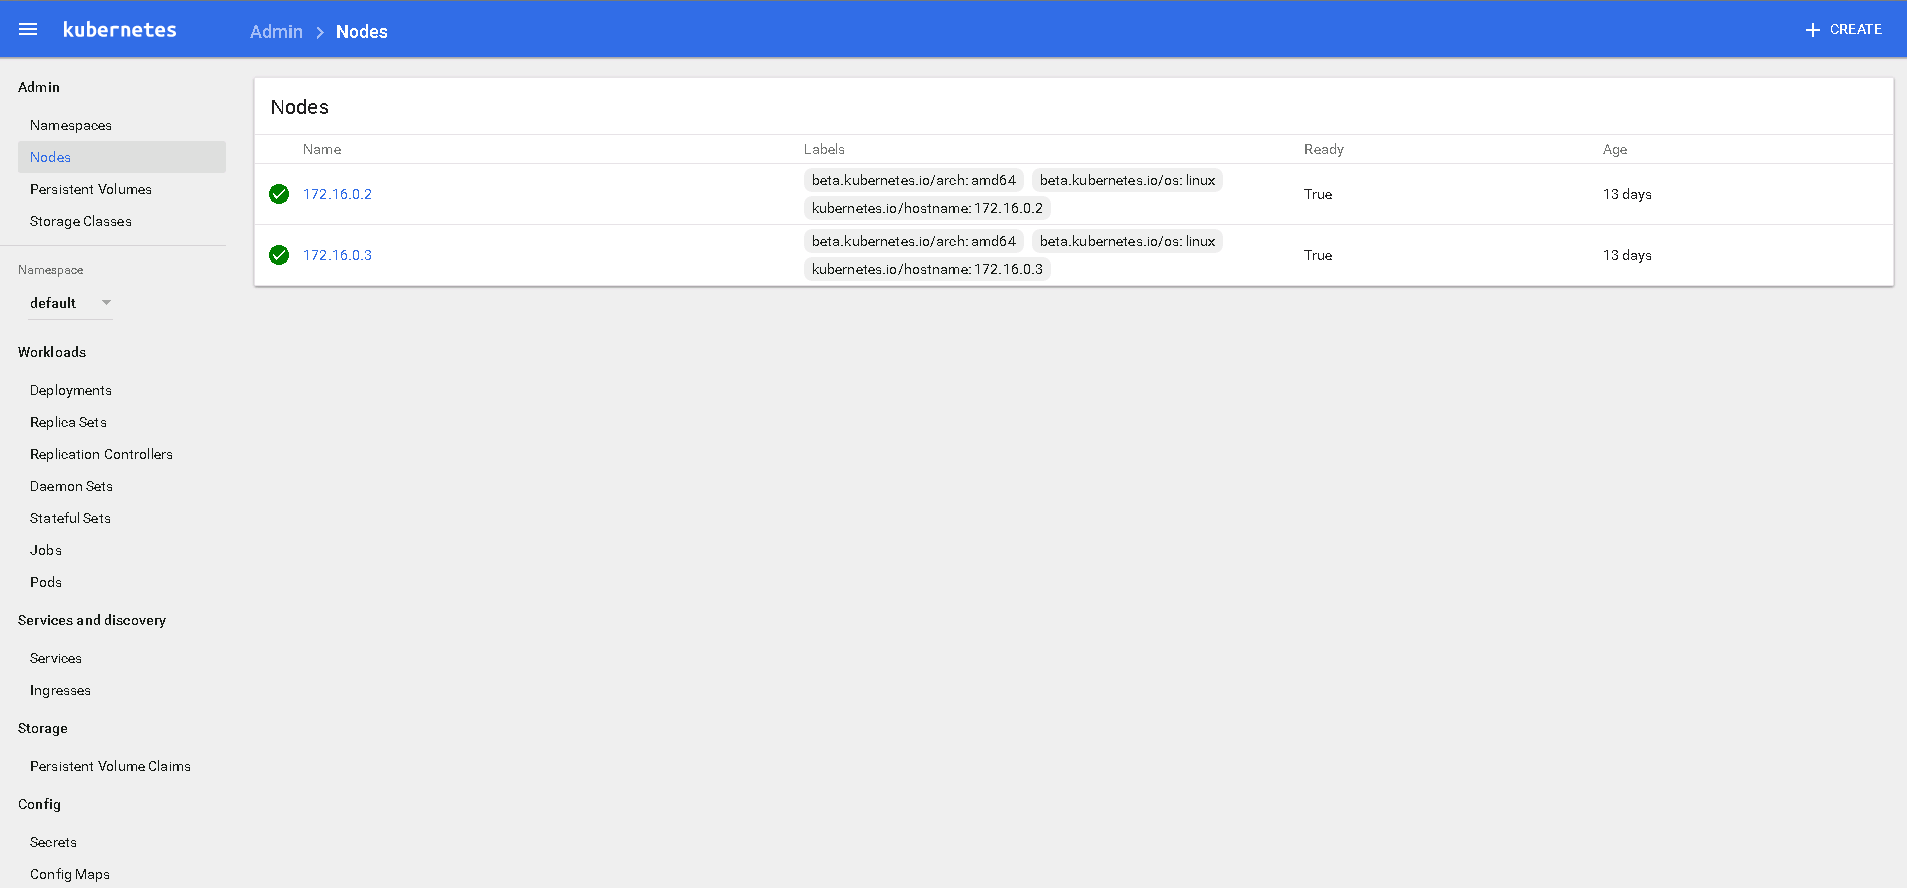 kubernetes
Admin > Nodes
+ CREATE
Admin
Namespaces
Nodes
Persistent Volumes
Storage Classes
Namespace
default
Workloads
Deployments
Replica Sets
Replication Controllers
Daemon Sets
Stateful Sets
Jobs
Pods
Services and discovery
Services
Ingresses
Storage
Persistent Volume Claims
Config
Secrets
Config Maps
Nodes
Name Labels Ready Age
172.16.0.2 beta.kubernetes.io/arch: amd64 beta.kubernetes.io/os: linux True 13 days
kubernetes.io/hostname: 172.16.0.2
172.16.0.3 beta.kubernetes.io/arch: amd64 beta.kubernetes.io/os: linux True 13 days
kubernetes.io/hostname: 172.16.0.3